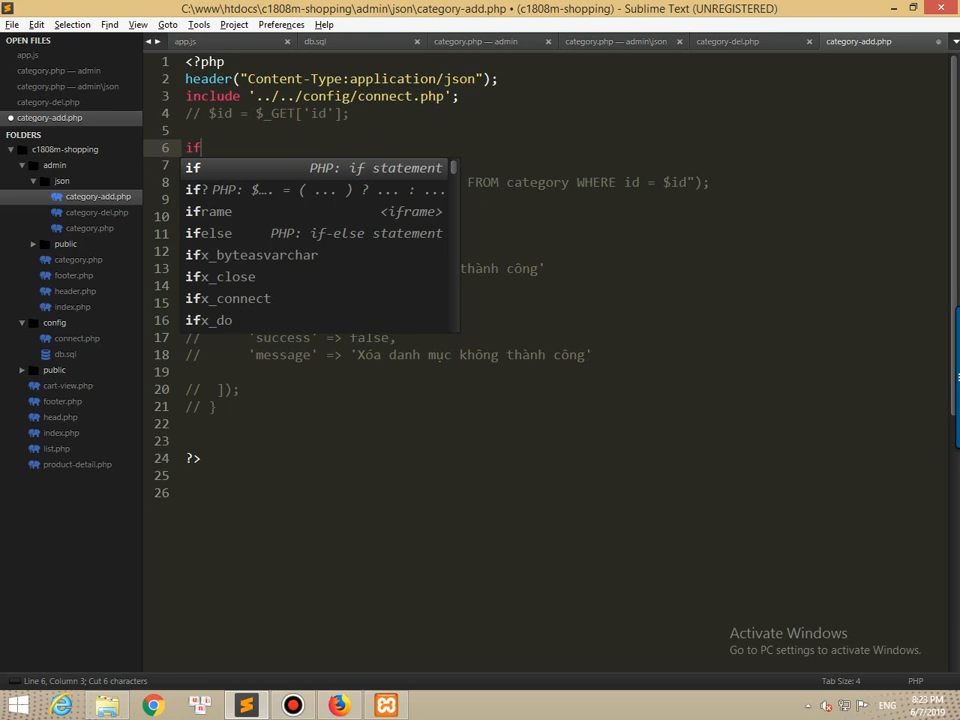 C:\www\htdocs\c1808m-shopping\admin\json\category-add.php • (c1808m-shopping) - Sublime Text (UNREGISTERED)
File Edit Selection Find View Goto Tools Project Preferences Help
OPEN FILES
app.js
category.php — admin
category.php — admin\json
category-del.php
category-add.php
FOLDERS
c1808m-shopping
admin
json
category-add.php
category-del.php
category.php
public
category.php
footer.php
header.php
index.php
config
connect.php
db.sql
public
cart-view.php
footer.php
head.php
index.php
list.php
product-detail.php
app.js db.sql category.php — admin category.php — admin\json category-del.php category-add.php
1 <?php
2 header("Content-Type:application/json");
3 include '../../config/connect.php';
4 // $id = $_GET['id'];
5
6 if
7
8 FROM category WHERE id = $id");
9
10
11
12
13 thành công'
14
15
16
17 // 'success' => false,
18 // 'message' => 'Xóa danh mục không thành công'
19
20 // ]);
21 // }
22
23
24 ?>
25
26
if PHP: if statement
if? PHP: $…. = ( ... ) ? ... : ...
iframe <iframe>
ifelse PHP: if-else statement
ifx_byteasvarchar
ifx_close
ifx_connect
ifx_do
Activate Windows
Go to PC settings to activate Windows.
Line 6, Column 3; Cut 6 characters Tab Size: 4 PHP
ENG
8:23 PM
6/7/2019